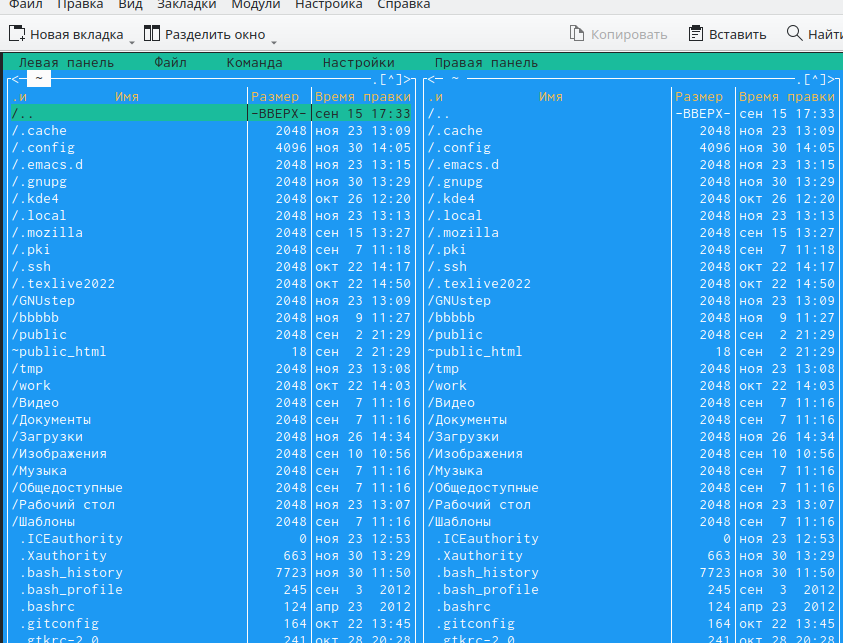 Файл Правка Вид Закладки Модули Настройка Справка
Новая вкладка Разделить окно Копировать Вставить Найти
Левая панель Файл Команда Настройки Правая панель
<— ~ .[^]> <— ~ .[^]>
.и Имя Размер Время правки .и Имя Размер Время правки
/.. -ВВЕРХ- сен 15 17:33 /.. -ВВЕРХ- сен 15 17:33
/.cache 2048 ноя 23 13:09 /.cache 2048 ноя 23 13:09
/.config 4096 ноя 30 14:05 /.config 4096 ноя 30 14:05
/.emacs.d 2048 ноя 23 13:15 /.emacs.d 2048 ноя 23 13:15
/.gnupg 2048 ноя 30 13:29 /.gnupg 2048 ноя 30 13:29
/.kde4 2048 окт 26 12:20 /.kde4 2048 окт 26 12:20
/.local 2048 ноя 23 13:13 /.local 2048 ноя 23 13:13
/.mozilla 2048 сен 15 13:27 /.mozilla 2048 сен 15 13:27
/.pki 2048 сен 7 11:18 /.pki 2048 сен 7 11:18
/.ssh 2048 окт 22 14:17 /.ssh 2048 окт 22 14:17
/.texlive2022 2048 окт 22 14:50 /.texlive2022 2048 окт 22 14:50
/GNUstep 2048 ноя 23 13:09 /GNUstep 2048 ноя 23 13:09
/bbbbb 2048 ноя 9 11:27 /bbbbb 2048 ноя 9 11:27
/public 2048 сен 2 21:29 /public 2048 сен 2 21:29
~public_html 18 сен 2 21:29 ~public_html 18 сен 2 21:29
/tmp 2048 ноя 23 13:08 /tmp 2048 ноя 23 13:08
/work 2048 окт 22 14:03 /work 2048 окт 22 14:03
/Видео 2048 сен 7 11:16 /Видео 2048 сен 7 11:16
/Документы 2048 сен 7 11:16 /Документы 2048 сен 7 11:16
/Загрузки 2048 ноя 26 14:34 /Загрузки 2048 ноя 26 14:34
/Изображения 2048 сен 10 10:56 /Изображения 2048 сен 10 10:56
/Музыка 2048 сен 7 11:16 /Музыка 2048 сен 7 11:16
/Общедоступные 2048 сен 7 11:16 /Общедоступные 2048 сен 7 11:16
/Рабочий стол 2048 ноя 23 13:07 /Рабочий стол 2048 ноя 23 13:07
/Шаблоны 2048 сен 7 11:16 /Шаблоны 2048 сен 7 11:16
.ICEauthority 0 ноя 23 12:53 .ICEauthority 0 ноя 23 12:53
.Xauthority 663 ноя 30 13:29 .Xauthority 663 ноя 30 13:29
.bash_history 7723 ноя 30 11:50 .bash_history 7723 ноя 30 11:50
.bash_profile 245 сен 3 2012 .bash_profile 245 сен 3 2012
.bashrc 124 апр 23 2012 .bashrc 124 апр 23 2012
.gitconfig 164 окт 22 13:45 .gitconfig 164 окт 22 13:45
.gtkrc-2.0 241 окт 28 20:28 .gtkrc-2.0 241 окт 28 20:28